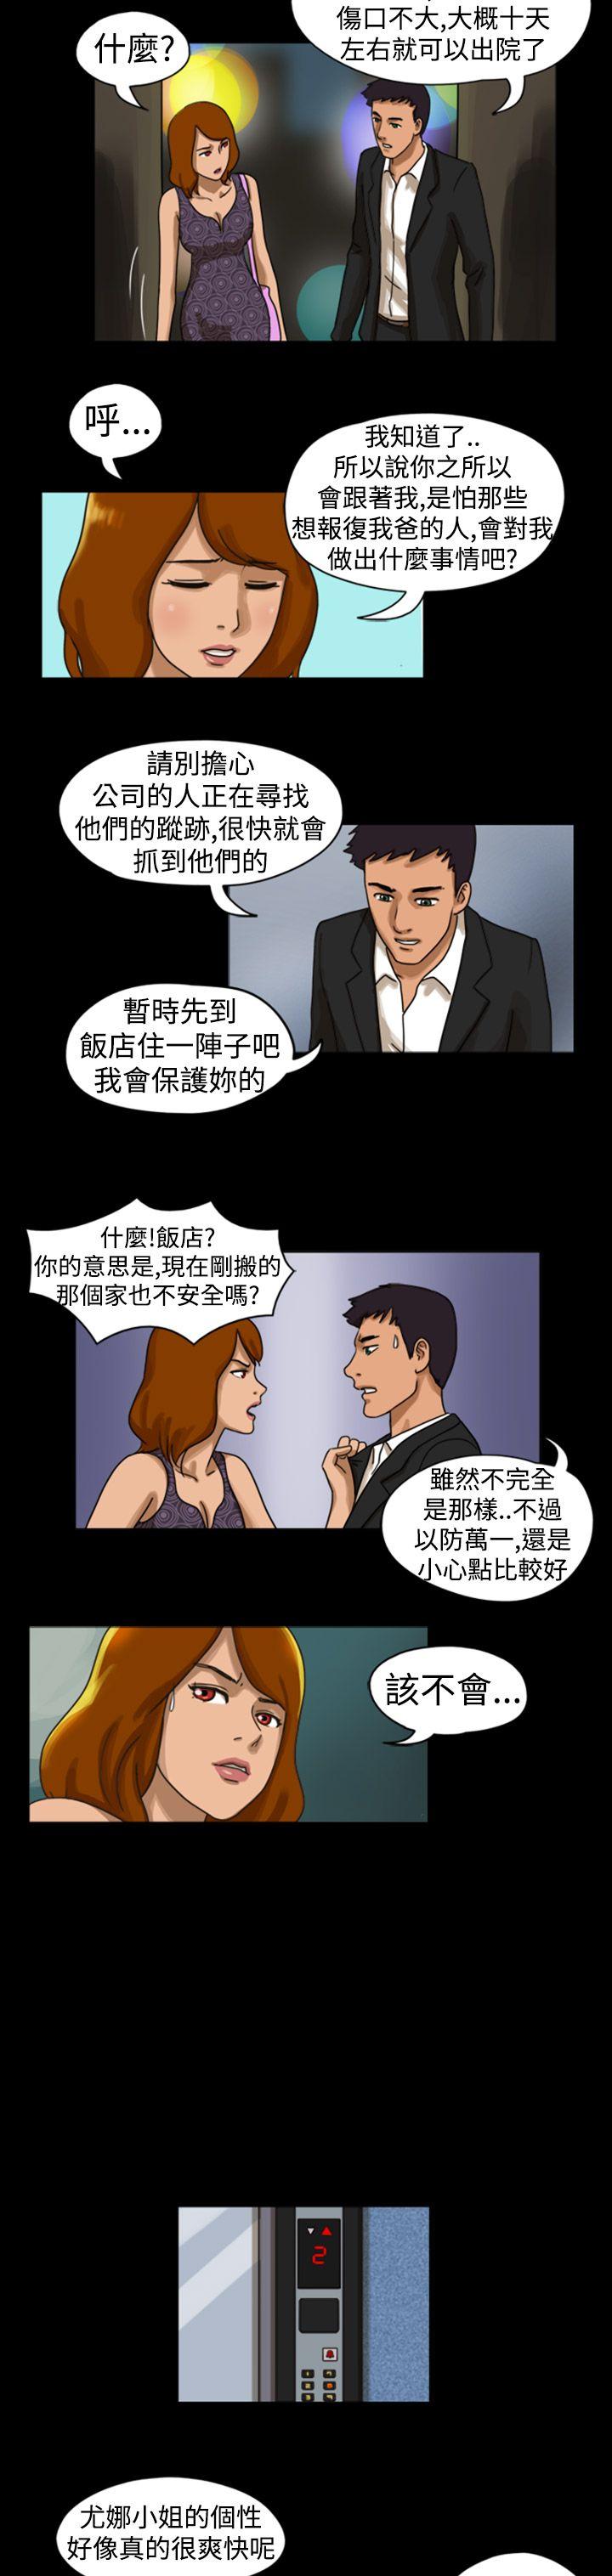 什麼?
傷口不大,大概十天
左右就可以出院了
呼...
我知道了..
所以說你之所以
會跟著我,是怕那些
想報復我爸的人,會對我
做出什麼事情吧?
請別擔心
公司的人正在尋找
他們的蹤跡,很快就會
抓到他們的
暫時先到
飯店住一陣子吧
我會保護妳的
什麼!飯店?
你的意思是,現在剛搬的
那個家也不安全嗎?
雖然不完全
是那樣..不過
以防萬一,還是
小心點比較好
該不會...
2
尤娜小姐的個性
好像真的很爽快呢